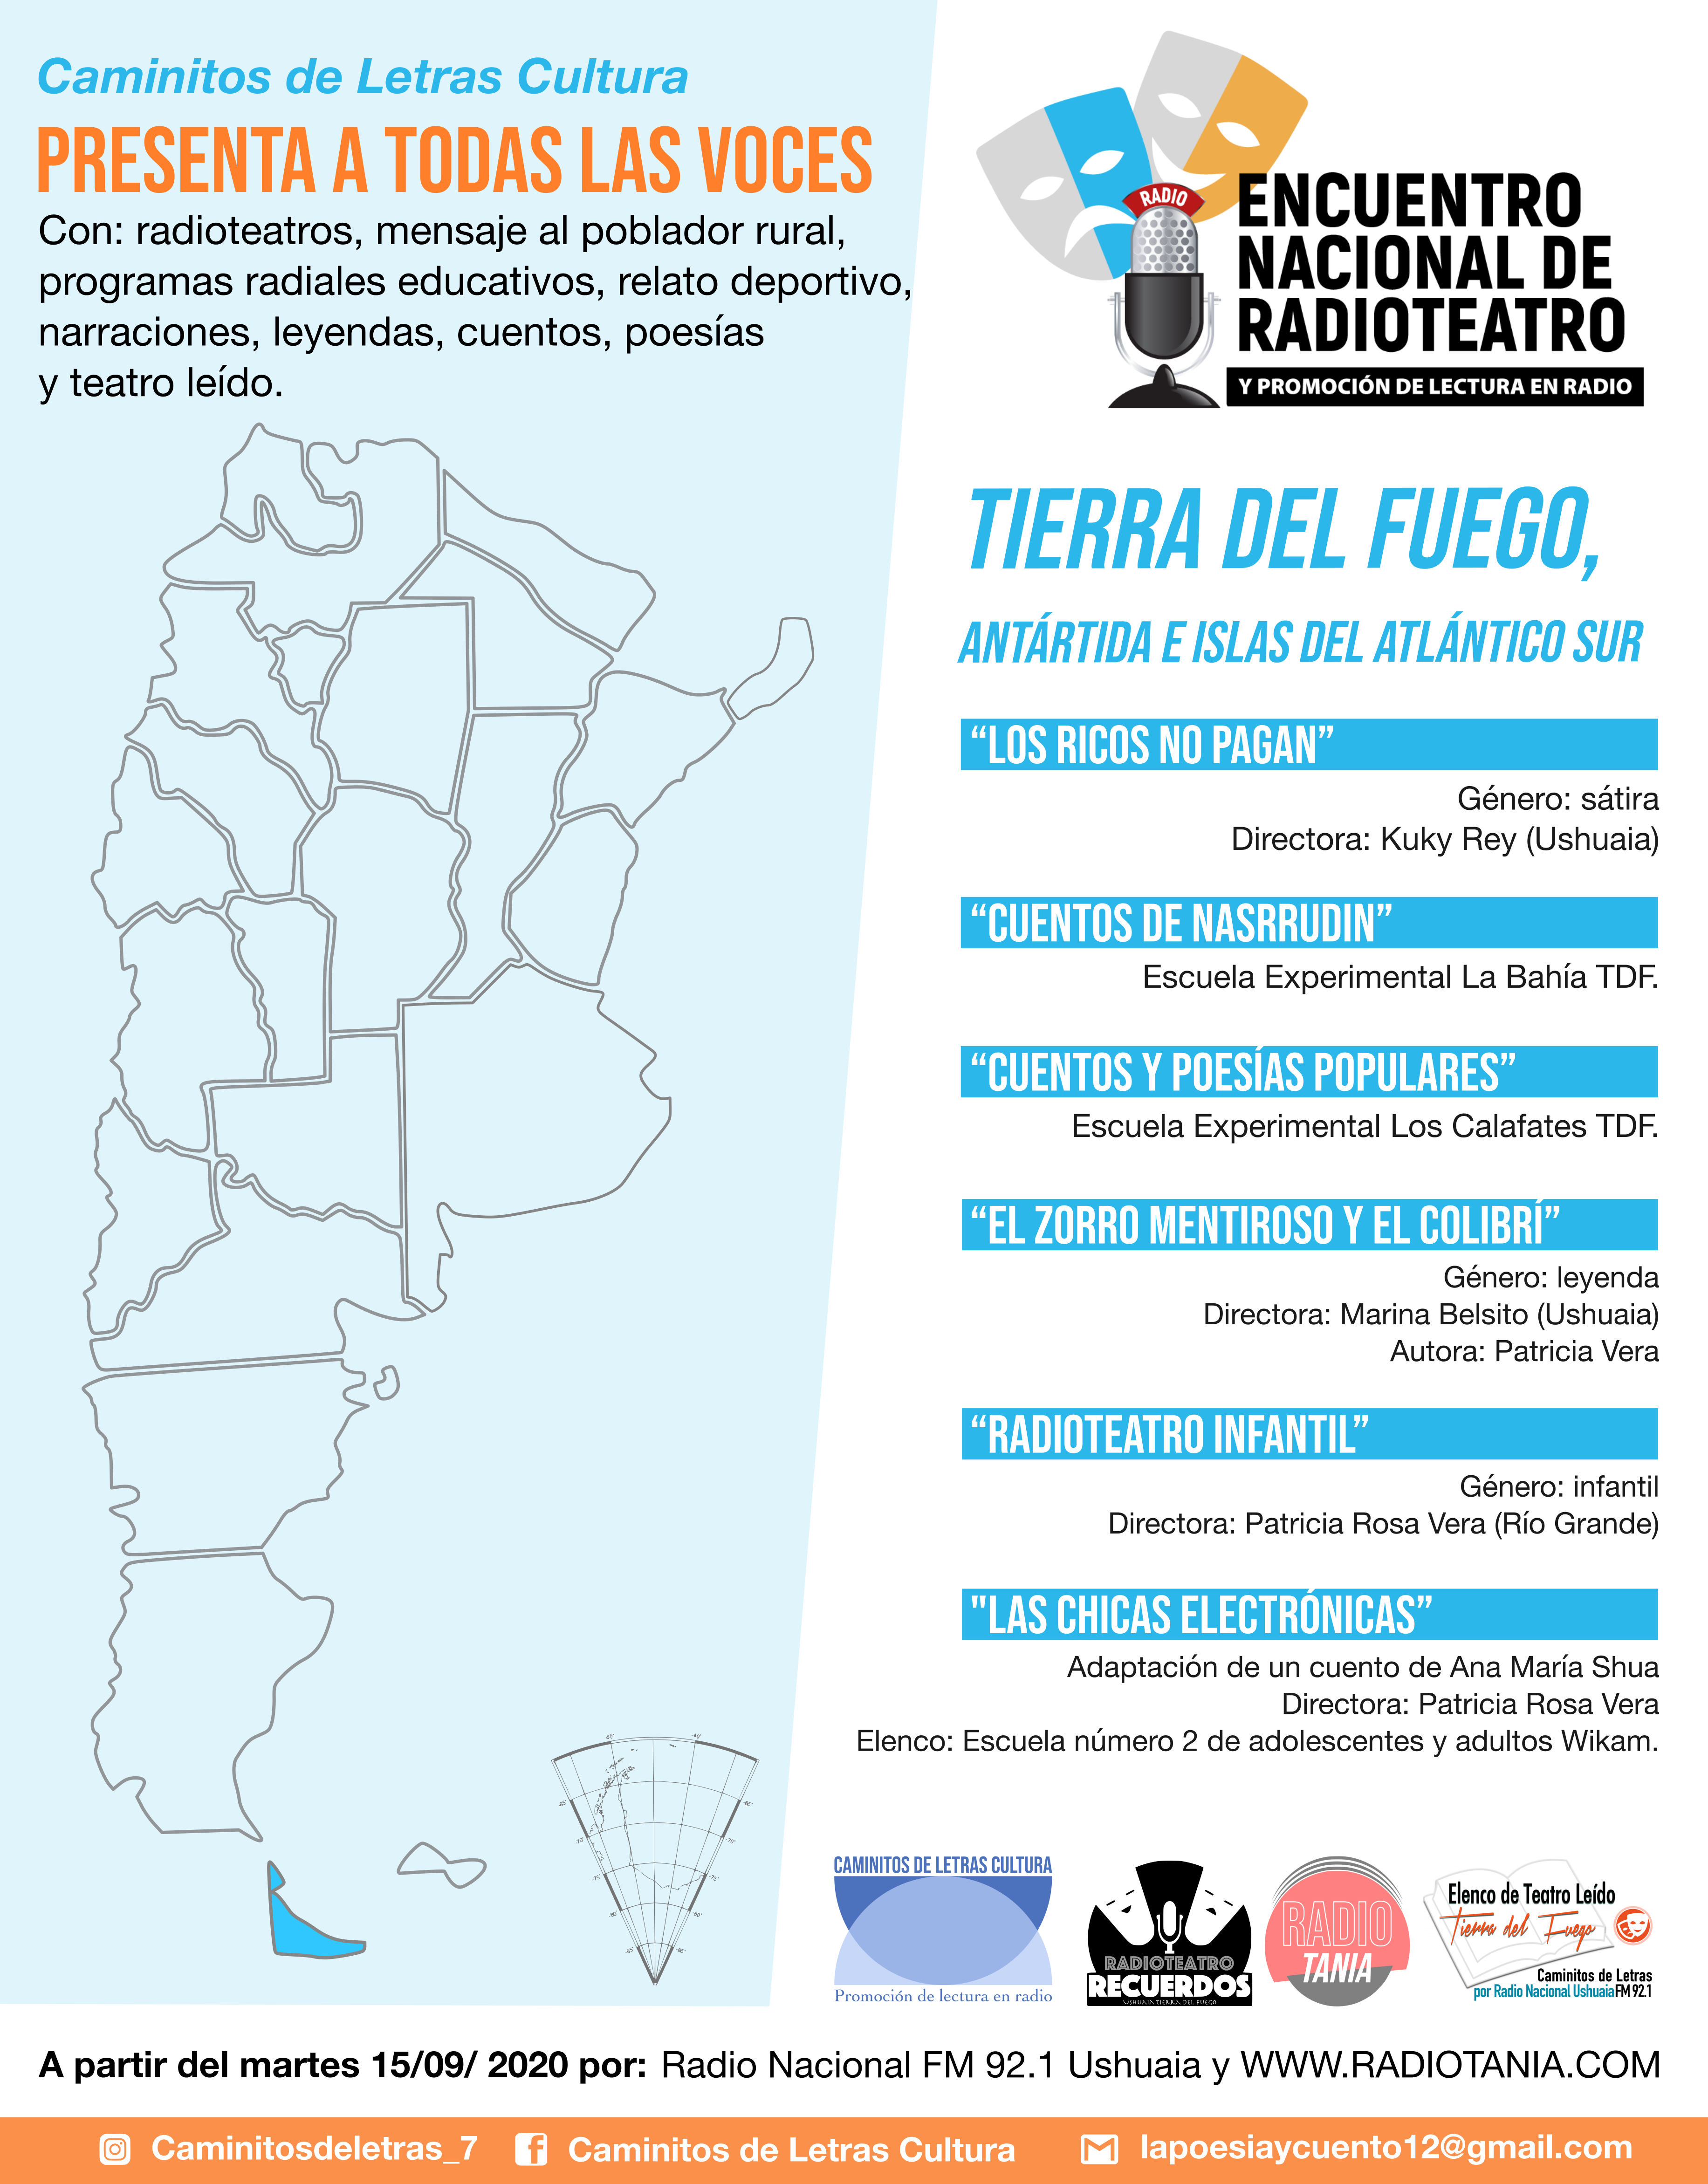 Caminitos de Letras Cultura
PRESENTA A TODAS LAS VOCES
Con: radioteatros, mensaje al poblador rural,
programas radiales educativos, relato deportivo,
narraciones, leyendas, cuentos, poesías
y teatro leído.
RADIO
ENCUENTRO
NACIONAL DE
RADIOTEATRO
Y PROMOCIÓN DE LECTURA EN RADIO
TIERRA DEL FUEGO,
ANTÁRTIDA E ISLAS DEL ATLÁNTICO SUR
“LOS RICOS NO PAGAN”
Género: sátira
Directora: Kuky Rey (Ushuaia)
“CUENTOS DE NASRRUDIN”
Escuela Experimental La Bahía TDF.
“CUENTOS Y POESÍAS POPULARES”
Escuela Experimental Los Calafates TDF.
“EL ZORRO MENTIROSO Y EL COLIBRÍ”
Género: leyenda
Directora: Marina Belsito (Ushuaia)
Autora: Patricia Vera
“RADIOTEATRO INFANTIL”
Género: infantil
Directora: Patricia Rosa Vera (Río Grande)
"LAS CHICAS ELECTRÓNICAS”
Adaptación de un cuento de Ana María Shua
Directora: Patricia Rosa Vera
Elenco: Escuela número 2 de adolescentes y adultos Wikam.
CAMINITOS DE LETRAS CULTURA
Promoción de lectura en radio
RADIOTEATRO
RECUERDOS
USHUAIA TIERRA DEL FUEGO
RADIO
TANIA
Elenco de Teatro Leído
Tierra del Fuego
Caminitos de Letras
por Radio Nacional Ushuaia FM 92.1
A partir del martes 15/09/ 2020 por: Radio Nacional FM 92.1 Ushuaia y WWW.RADIOTANIA.COM
Caminitosdeletras_7
Caminitos de Letras Cultura
lapoesiaycuento12@gmail.com